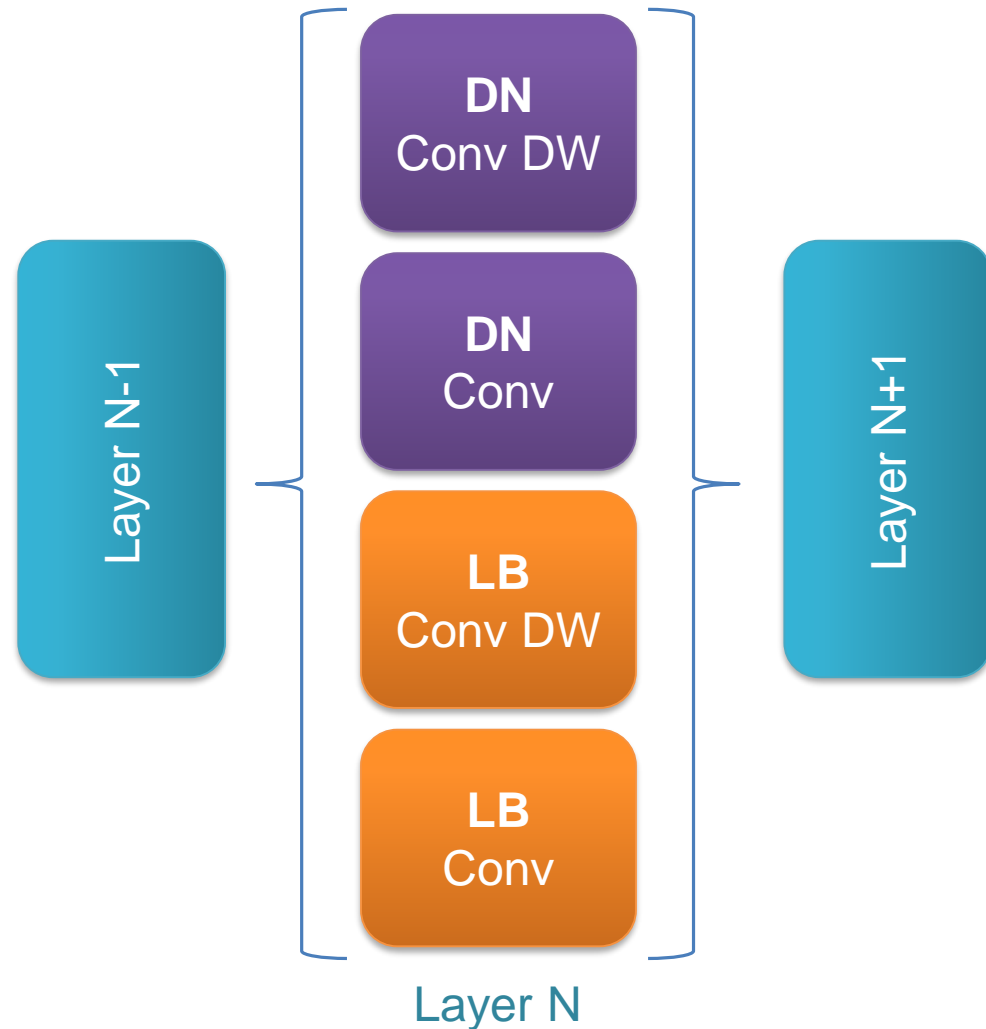 Layer N-1
DN
Conv DW
DN
Conv
LB
Conv DW
LB
Conv
Layer N+1
Layer N